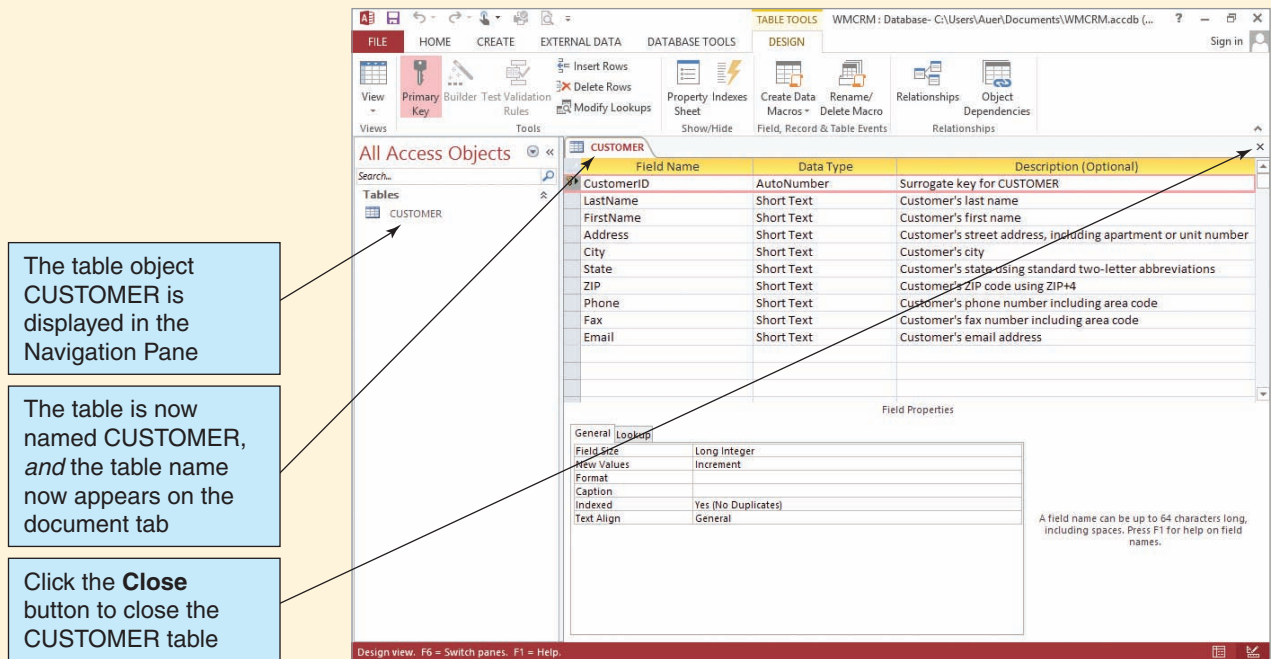 TABLE TOOLS WMCRM : Database- C:\Users\Auer\Documents\WMCRM.accdb (... ?
FILE HOME CREATE EXTERNAL DATA DATABASE TOOLS DESIGN Sign in
View
Primary Key
Builder
Test Validation Rules
Insert Rows
Delete Rows
Modify Lookups
Property Sheet
Indexes
Create Data Macros
Rename/ Delete Macro
Relationships
Object Dependencies
Views Tools Show/Hide Field, Record & Table Events Relationships
All Access Objects
Search...
Tables
CUSTOMER
CUSTOMER
Field Name Data Type Description (Optional)
CustomerID AutoNumber Surrogate key for CUSTOMER
LastName Short Text Customer's last name
FirstName Short Text Customer's first name
Address Short Text Customer's street address, including apartment or unit number
City Short Text Customer's city
State Short Text Customer's state using standard two-letter abbreviations
ZIP Short Text Customer's ZIP code using ZIP+4
Phone Short Text Customer's phone number including area code
Fax Short Text Customer's fax number including area code
Email Short Text Customer's email address
Field Properties
General Lookup
Field Size Long Integer
New Values Increment
Format
Caption
Indexed Yes (No Duplicates)
Text Align General
A field name can be up to 64 characters long,
including spaces. Press F1 for help on field
names.
Design view. F6 = Switch panes. F1 = Help.
The table object
CUSTOMER is
displayed in the
Navigation Pane
The table is now
named CUSTOMER,
and the table name
now appears on the
document tab
Click the Close
button to close the
CUSTOMER table